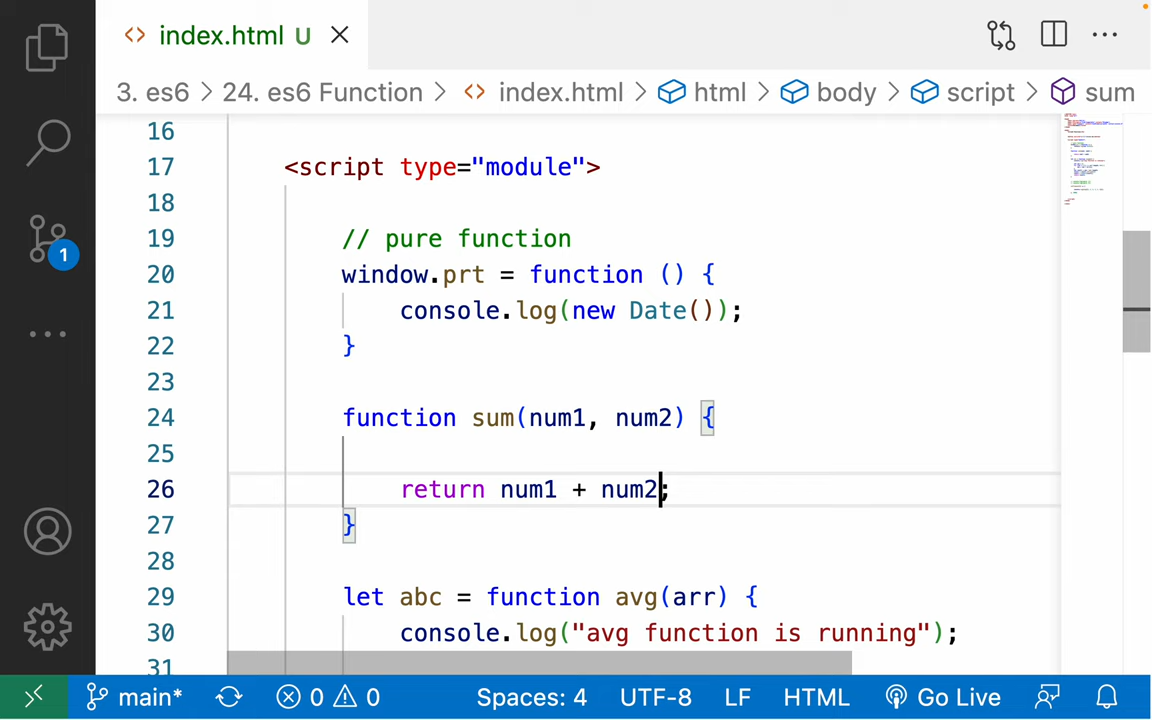 index.html U
3. es6 > 24. es6 Function > index.html > html > body > script > sum
16
17 <script type="module">
18
19 // pure function
20 window.prt = function () {
21 console.log(new Date());
22 }
23
24 function sum(num1, num2) {
25
26 return num1 + num2;
27 }
28
29 let abc = function avg(arr) {
30 console.log("avg function is running");
31
1
main* 0 0 Spaces: 4 UTF-8 LF HTML Go Live